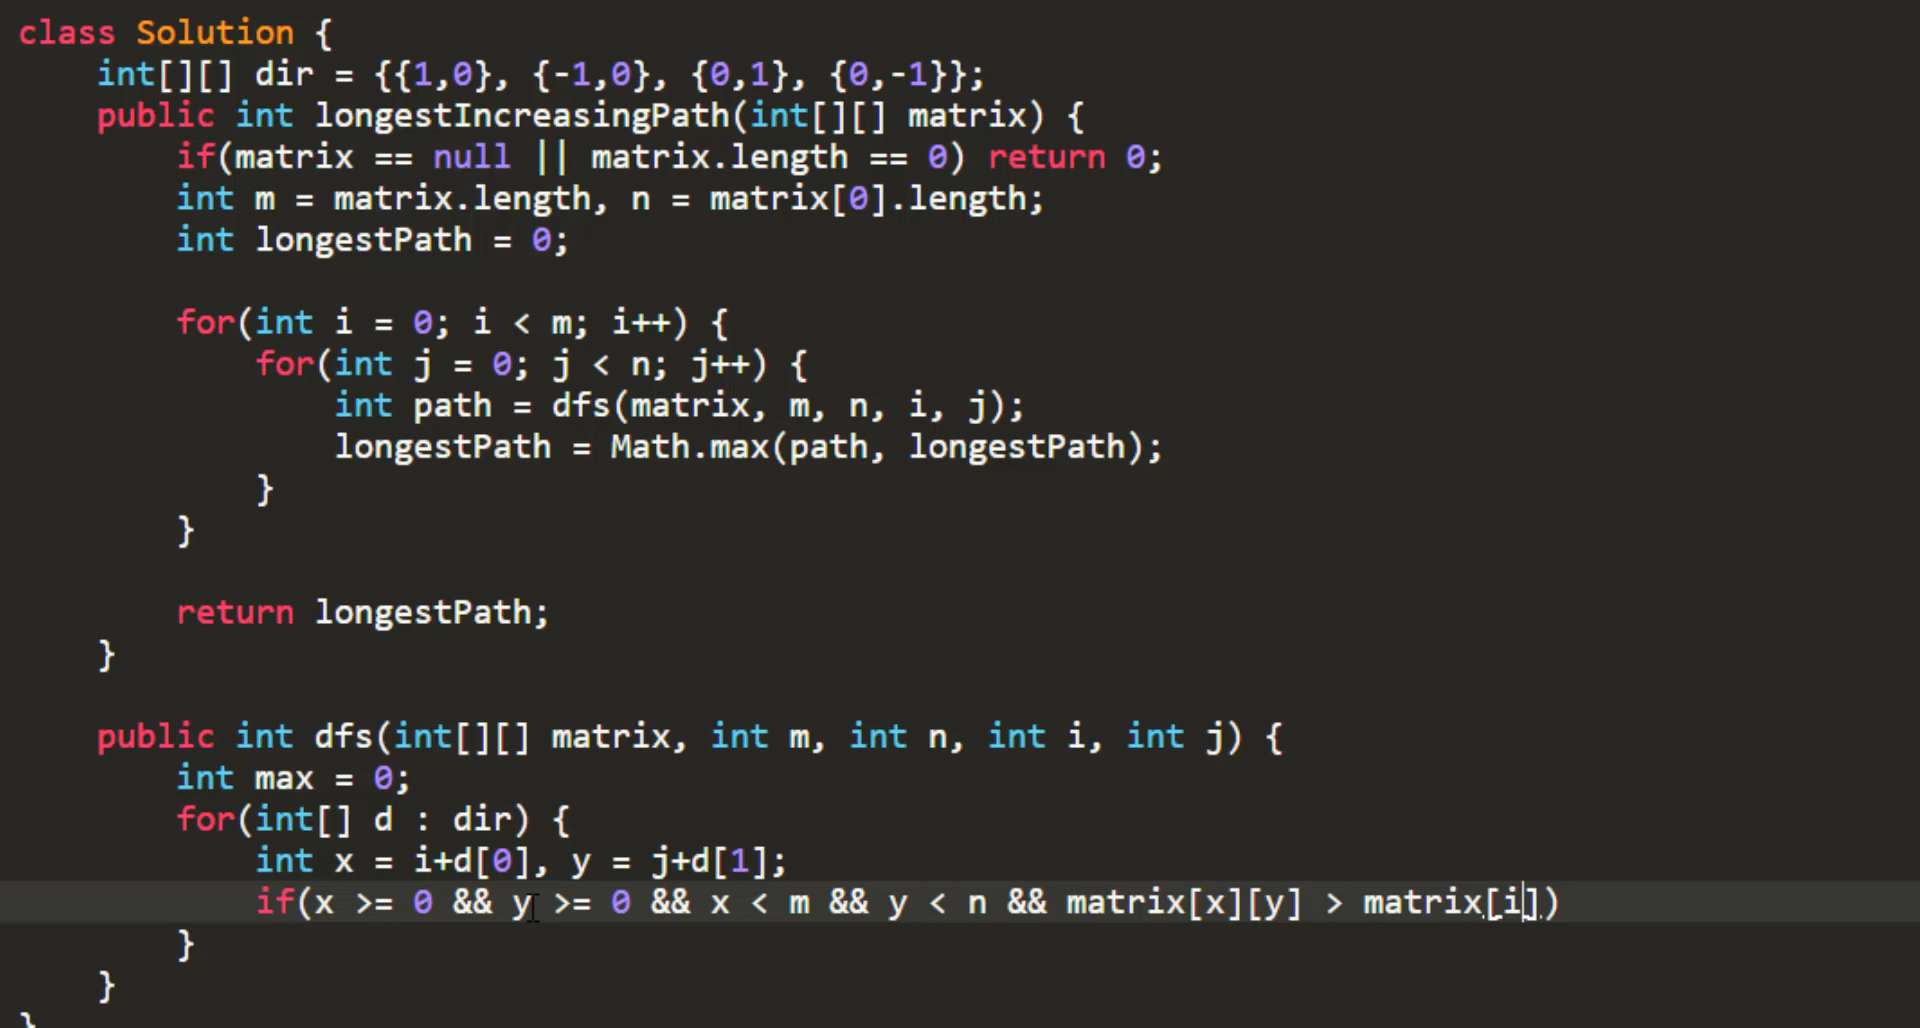 class Solution {
    int[][] dir = {{1,0}, {-1,0}, {0,1}, {0,-1}};
    public int longestIncreasingPath(int[][] matrix) {
        if(matrix == null || matrix.length == 0) return 0;
        int m = matrix.length, n = matrix[0].length;
        int longestPath = 0;

        for(int i = 0; i < m; i++) {
            for(int j = 0; j < n; j++) {
                int path = dfs(matrix, m, n, i, j);
                longestPath = Math.max(path, longestPath);
            }
        }

        return longestPath;
    }

    public int dfs(int[][] matrix, int m, int n, int i, int j) {
        int max = 0;
        for(int[] d : dir) {
            int x = i+d[0], y = j+d[1];
            if(x >= 0 && y >= 0 && x < m && y < n && matrix[x][y] > matrix[i])
        }
    }
}